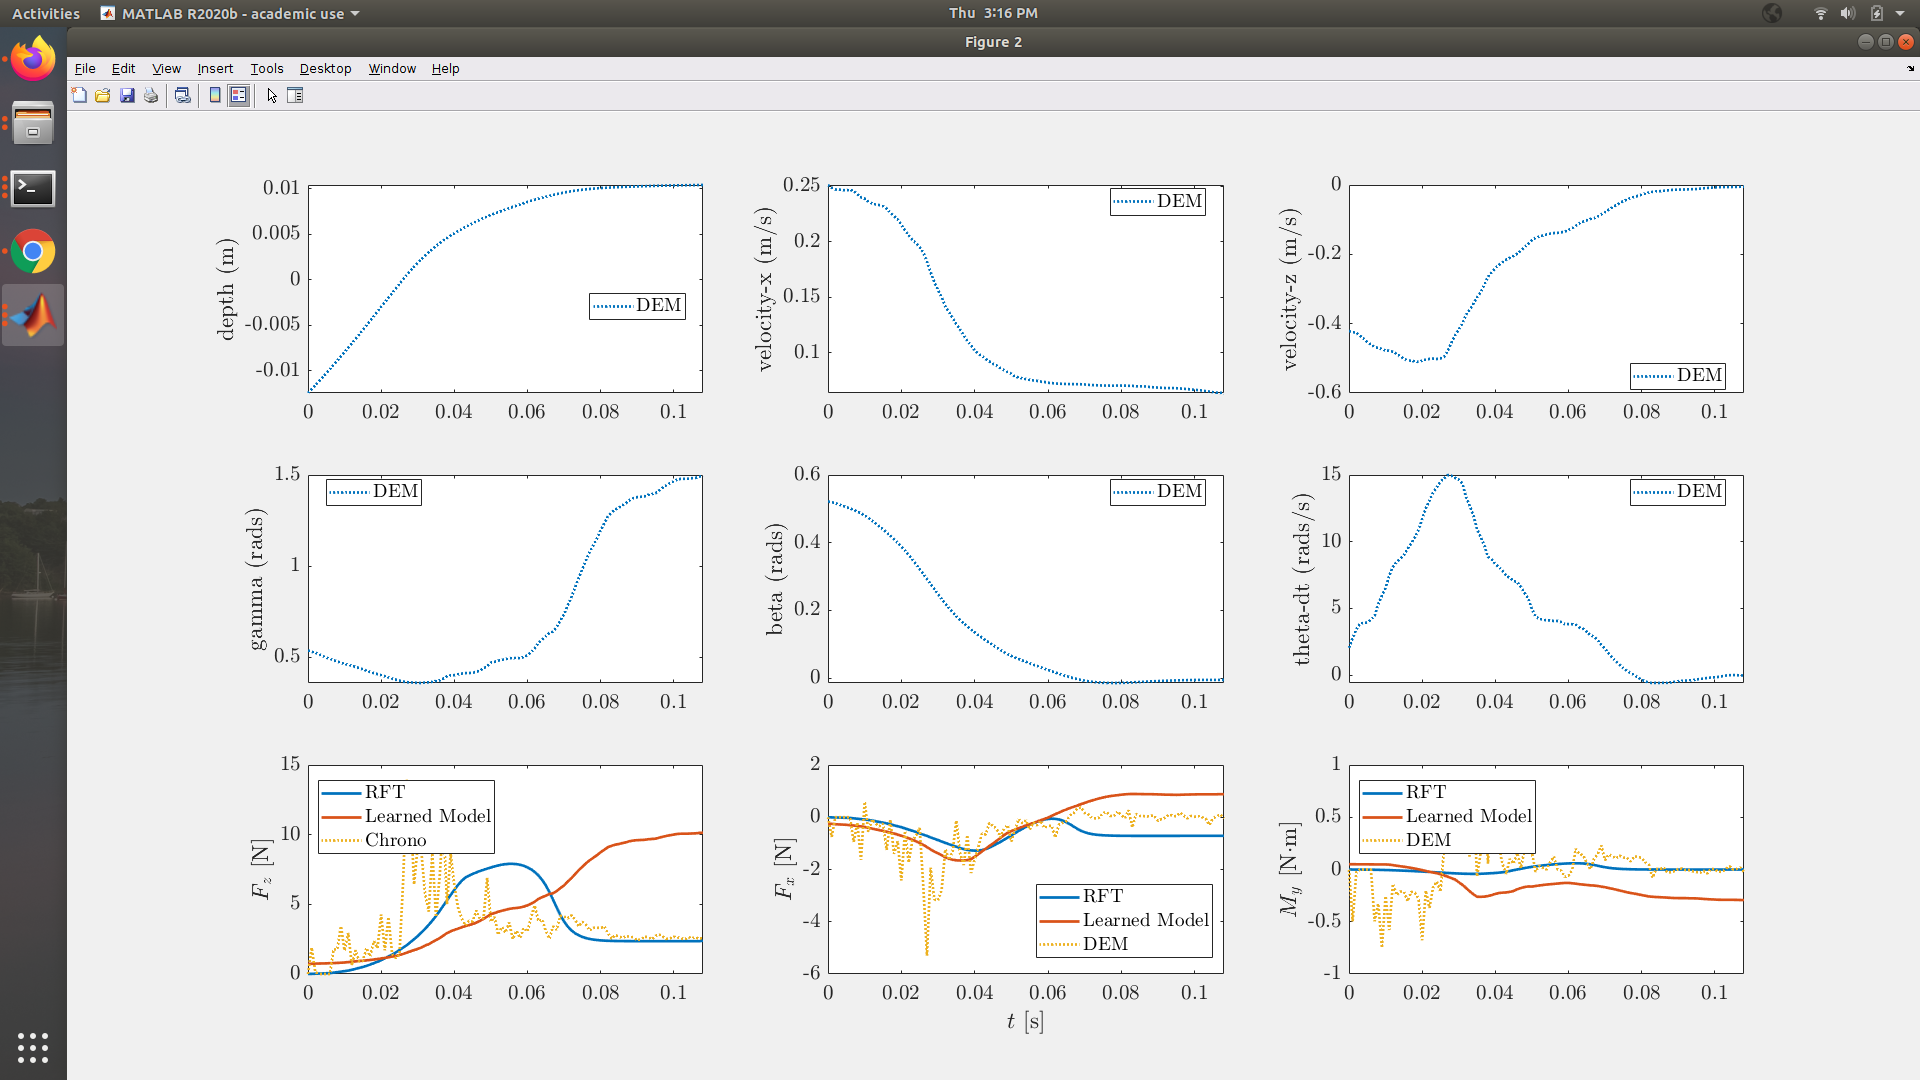 Activities MATLAB R2020b - academic use Thu 3:16 PM
Figure 2
File Edit View Insert Tools Desktop Window Help
depth (m)
0.01
0.005
0
-0.005
-0.01
DEM
0 0.02 0.04 0.06 0.08 0.1
velocity-x (m/s)
0.25
0.2
0.15
0.1
DEM
0 0.02 0.04 0.06 0.08 0.1
velocity-z (m/s)
0
-0.2
-0.4
-0.6
DEM
0 0.02 0.04 0.06 0.08 0.1
gamma (rads)
1.5
1
0.5
DEM
0 0.02 0.04 0.06 0.08 0.1
beta (rads)
0.6
0.4
0.2
0
DEM
0 0.02 0.04 0.06 0.08 0.1
theta-dt (rads/s)
15
10
5
0
DEM
0 0.02 0.04 0.06 0.08 0.1
F_z [N]
15
10
5
0
RFT
Learned Model
Chrono
0 0.02 0.04 0.06 0.08 0.1
F_x [N]
2
0
-2
-4
-6
RFT
Learned Model
DEM
0 0.02 0.04 0.06 0.08 0.1
t [s]
M_y [N·m]
1
0.5
0
-0.5
-1
RFT
Learned Model
DEM
0 0.02 0.04 0.06 0.08 0.1